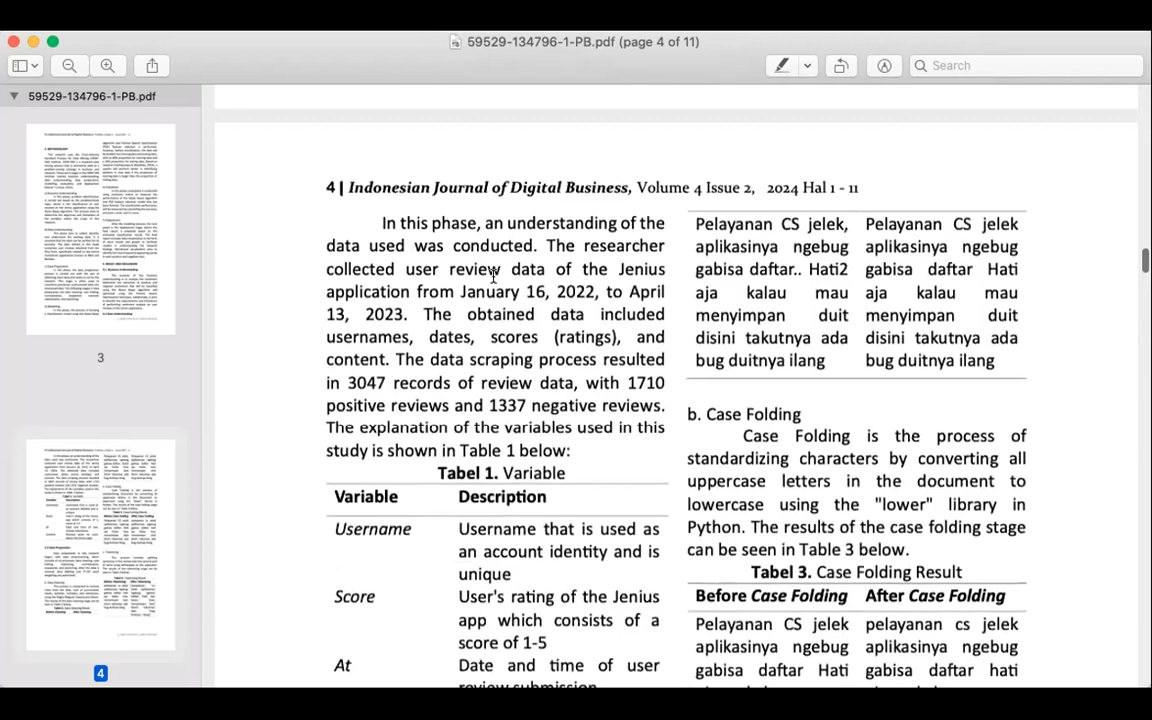 59529-134796-1-PB.pdf (page 4 of 11)
Search
59529-134796-1-PB.pdf
3
4
4 | Indonesian Journal of Digital Business, Volume 4 Issue 2, 2024 Hal 1 - 11
In this phase, an understanding of the
data used was conducted. The researcher
collected user review data of the Jenius
application from January 16, 2022, to April
13, 2023. The obtained data included
usernames, dates, scores (ratings), and
content. The data scraping process resulted
in 3047 records of review data, with 1710
positive reviews and 1337 negative reviews.
The explanation of the variables used in this
study is shown in Table 1 below:
Tabel 1. Variable
Variable Description
Username Username that is used as
an account identity and is
unique
Score User's rating of the Jenius
app which consists of a
score of 1-5
At Date and time of user
review submission
Pelayanan CS jelek, Pelayanan CS jelek
aplikasinya ngebug aplikasinya ngebug
gabisa daftar.. Hati2 gabisa daftar Hati
aja kalau mau aja kalau mau
menyimpan duit menyimpan duit
disini takutnya ada disini takutnya ada
bug duitnya ilang bug duitnya ilang
b. Case Folding
Case Folding is the process of
standardizing characters by converting all
uppercase letters in the document to
lowercase using the "lower" library in
Python. The results of the case folding stage
can be seen in Table 3 below.
Tabel 3. Case Folding Result
Before Case Folding After Case Folding
Pelayanan CS jelek pelayanan cs jelek
aplikasinya ngebug aplikasinya ngebug
gabisa daftar Hati gabisa daftar hati